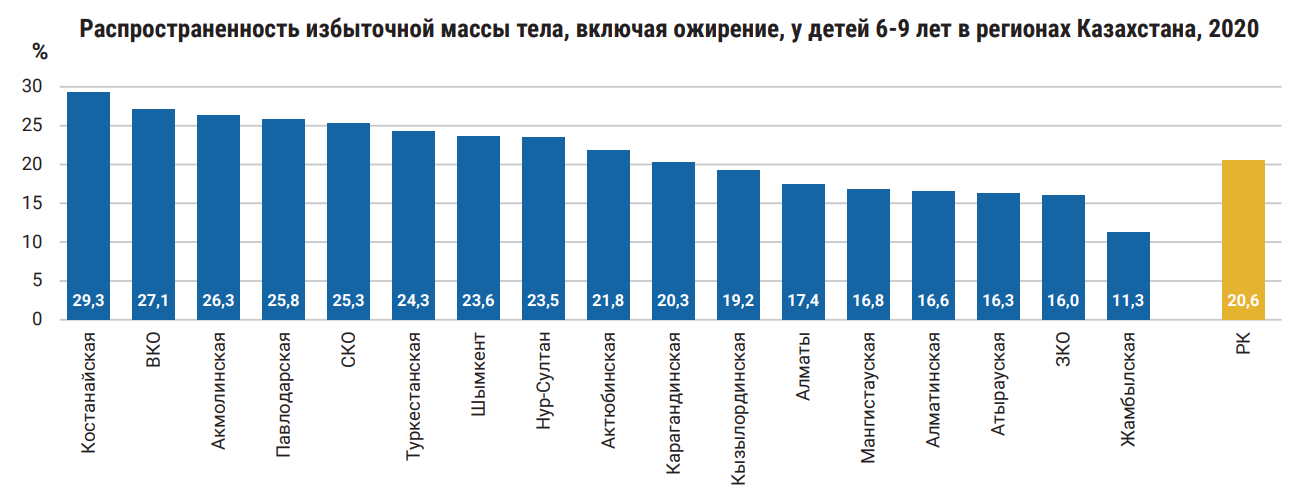 Распространенность избыточной массы тела, включая ожирение, у детей 6-9 лет в регионах Казахстана, 2020
%
30
25
20
15
10
5
0
29,3
27,1
26,3
25,8
25,3
24,3
23,6
23,5
21,8
20,3
19,2
17,4
16,8
16,6
16,3
16,0
11,3
20,6
Костанайская
ВКО
Акмолинская
Павлодарская
СКО
Туркестанская
Шымкент
Нур-Султан
Актюбинская
Карагандинская
Кызылординская
Алматы
Мангистауская
Алматинская
Атырауская
ЗКО
Жамбылская
РК